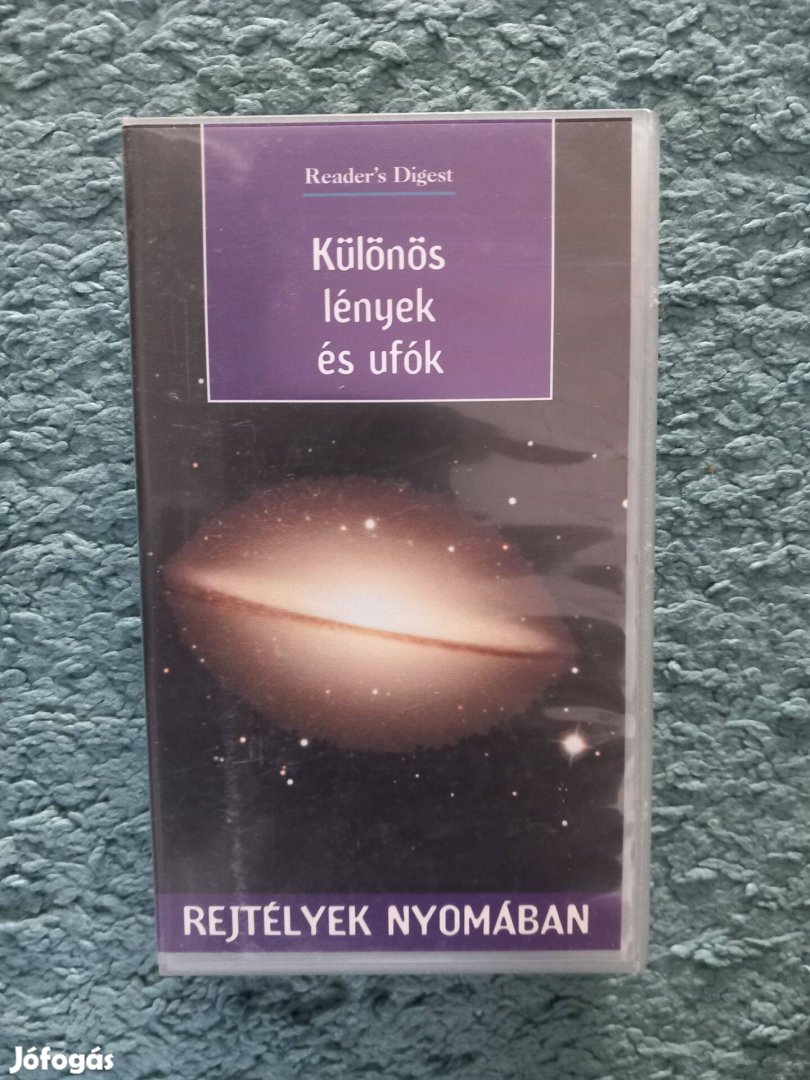 Reader's Digest
Különös
lények
és ufók
REJTÉLYEK NYOMÁBAN
Jófogás